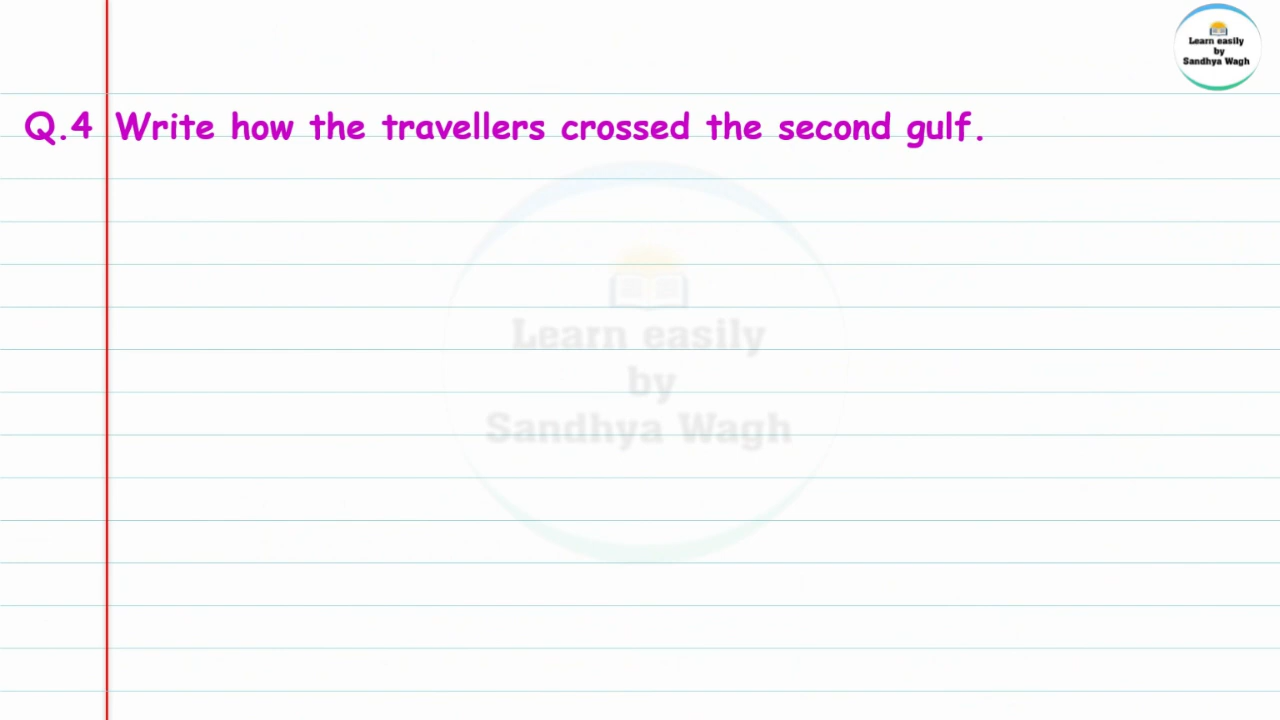 Learn easily
by
Sandhya Wagh
Q.4 Write how the travellers crossed the second gulf.
Learn easily
by
Sandhya Wagh